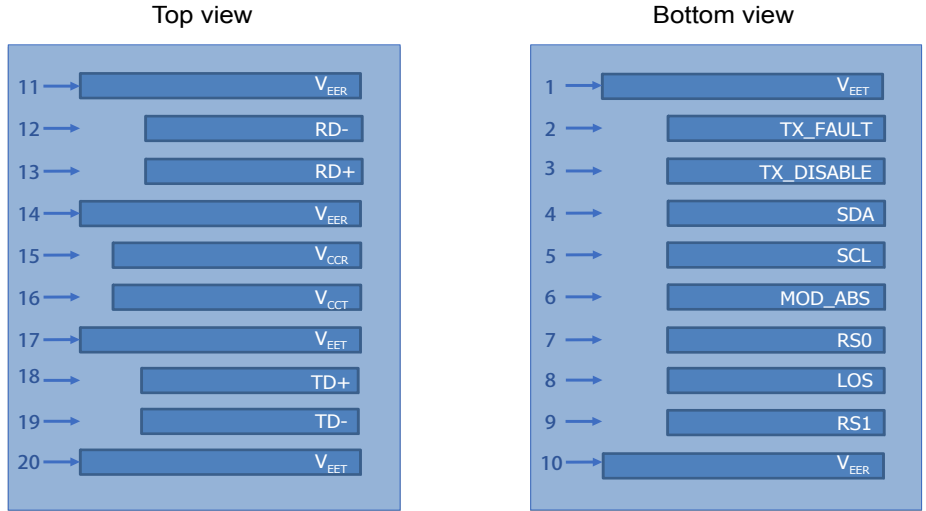 Top view
11 VEER
12 RD-
13 RD+
14 VEER
15 VCCR
16 VCCT
17 VEET
18 TD+
19 TD-
20 VEET
Bottom view
1 VEET
2 TX_FAULT
3 TX_DISABLE
4 SDA
5 SCL
6 MOD_ABS
7 RS0
8 LOS
9 RS1
10 VEER